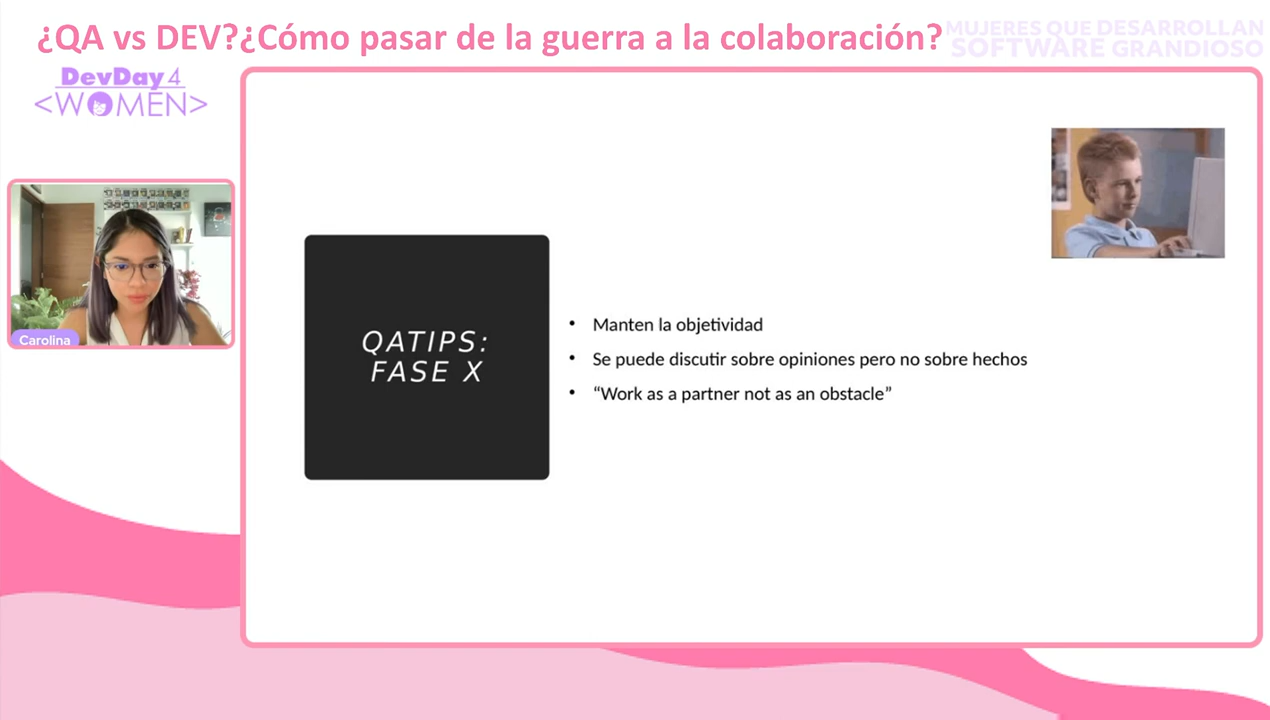 ¿QA vs DEV?¿Cómo pasar de la guerra a la colaboración?
MUJERES QUE DESARROLLAN
SOFTWARE GRANDIOSO
DevDay 4
<WOMEN>
Carolina
QATIPS:
FASE X
• Manten la objetividad
• Se puede discutir sobre opiniones pero no sobre hechos
• “Work as a partner not as an obstacle”